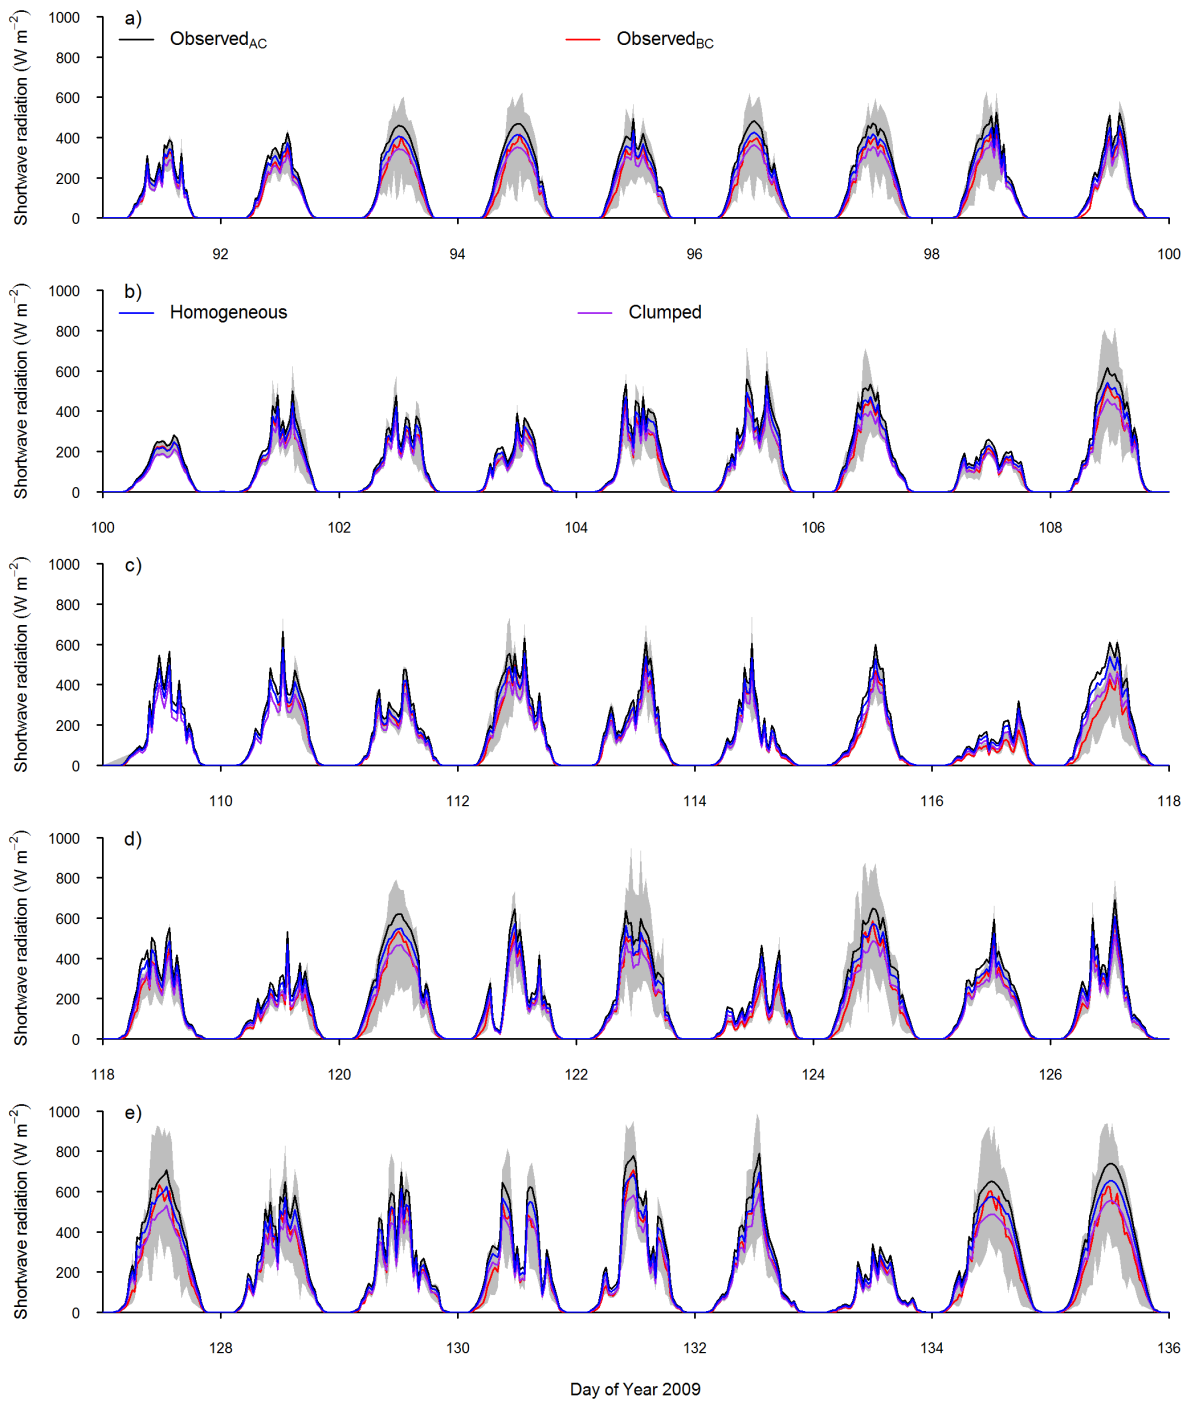 a)
Observed_AC Observed_BC
Shortwave radiation (W m⁻²)
1000
800
600
400
200
0
92 94 96 98 100
b)
Homogeneous Clumped
Shortwave radiation (W m⁻²)
1000
800
600
400
200
0
100 102 104 106 108
c)
Shortwave radiation (W m⁻²)
1000
800
600
400
200
0
110 112 114 116 118
d)
Shortwave radiation (W m⁻²)
1000
800
600
400
200
0
118 120 122 124 126
e)
Shortwave radiation (W m⁻²)
1000
800
600
400
200
0
128 130 132 134 136
Day of Year 2009